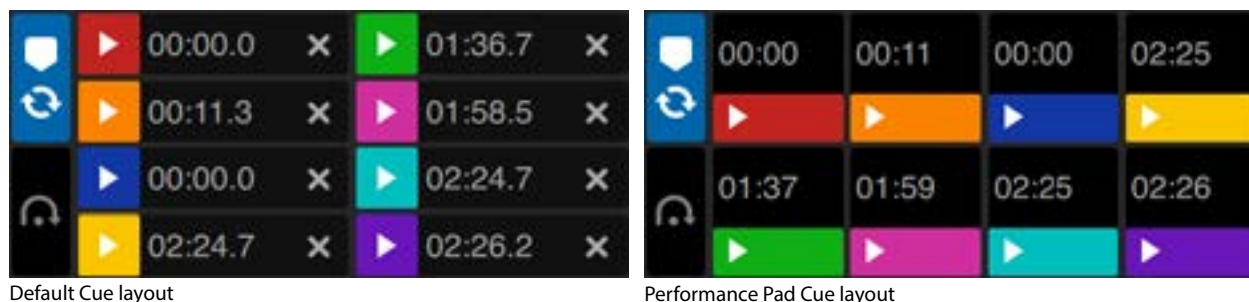 00:00.0 01:36.7
00:11.3 01:58.5
00:00.0 02:24.7
02:24.7 02:26.2
Default Cue layout
00:00 00:11 00:00 02:25
01:37 01:59 02:25 02:26
Performance Pad Cue layout